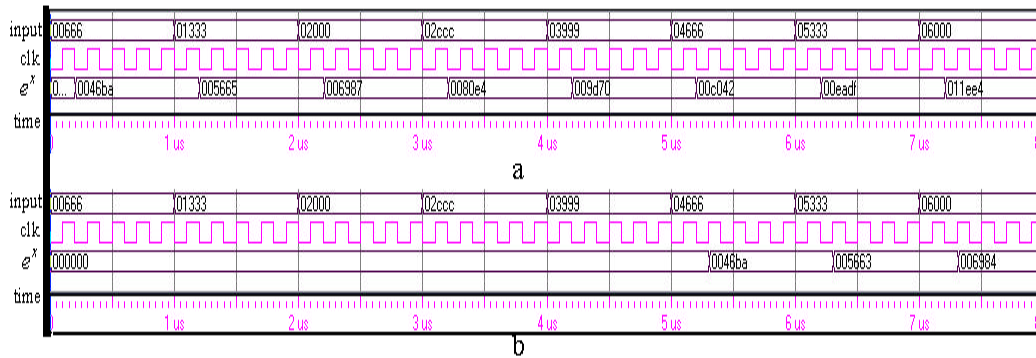 input 00666 01333 02000 02ccc 03999 04666 05333 06000
clk
e^x 0... 0046ba 005665 006987 0080e4 009d70 00c042 00eadf 011ee4
time
1 us 2 us 3 us 4 us 5 us 6 us 7 us 8
a
input 00666 01333 02000 02ccc 03999 04666 05333 06000
clk
e^x 000000 0046ba 005663 006984
time
1 us 2 us 3 us 4 us 5 us 6 us 7 us 8
b